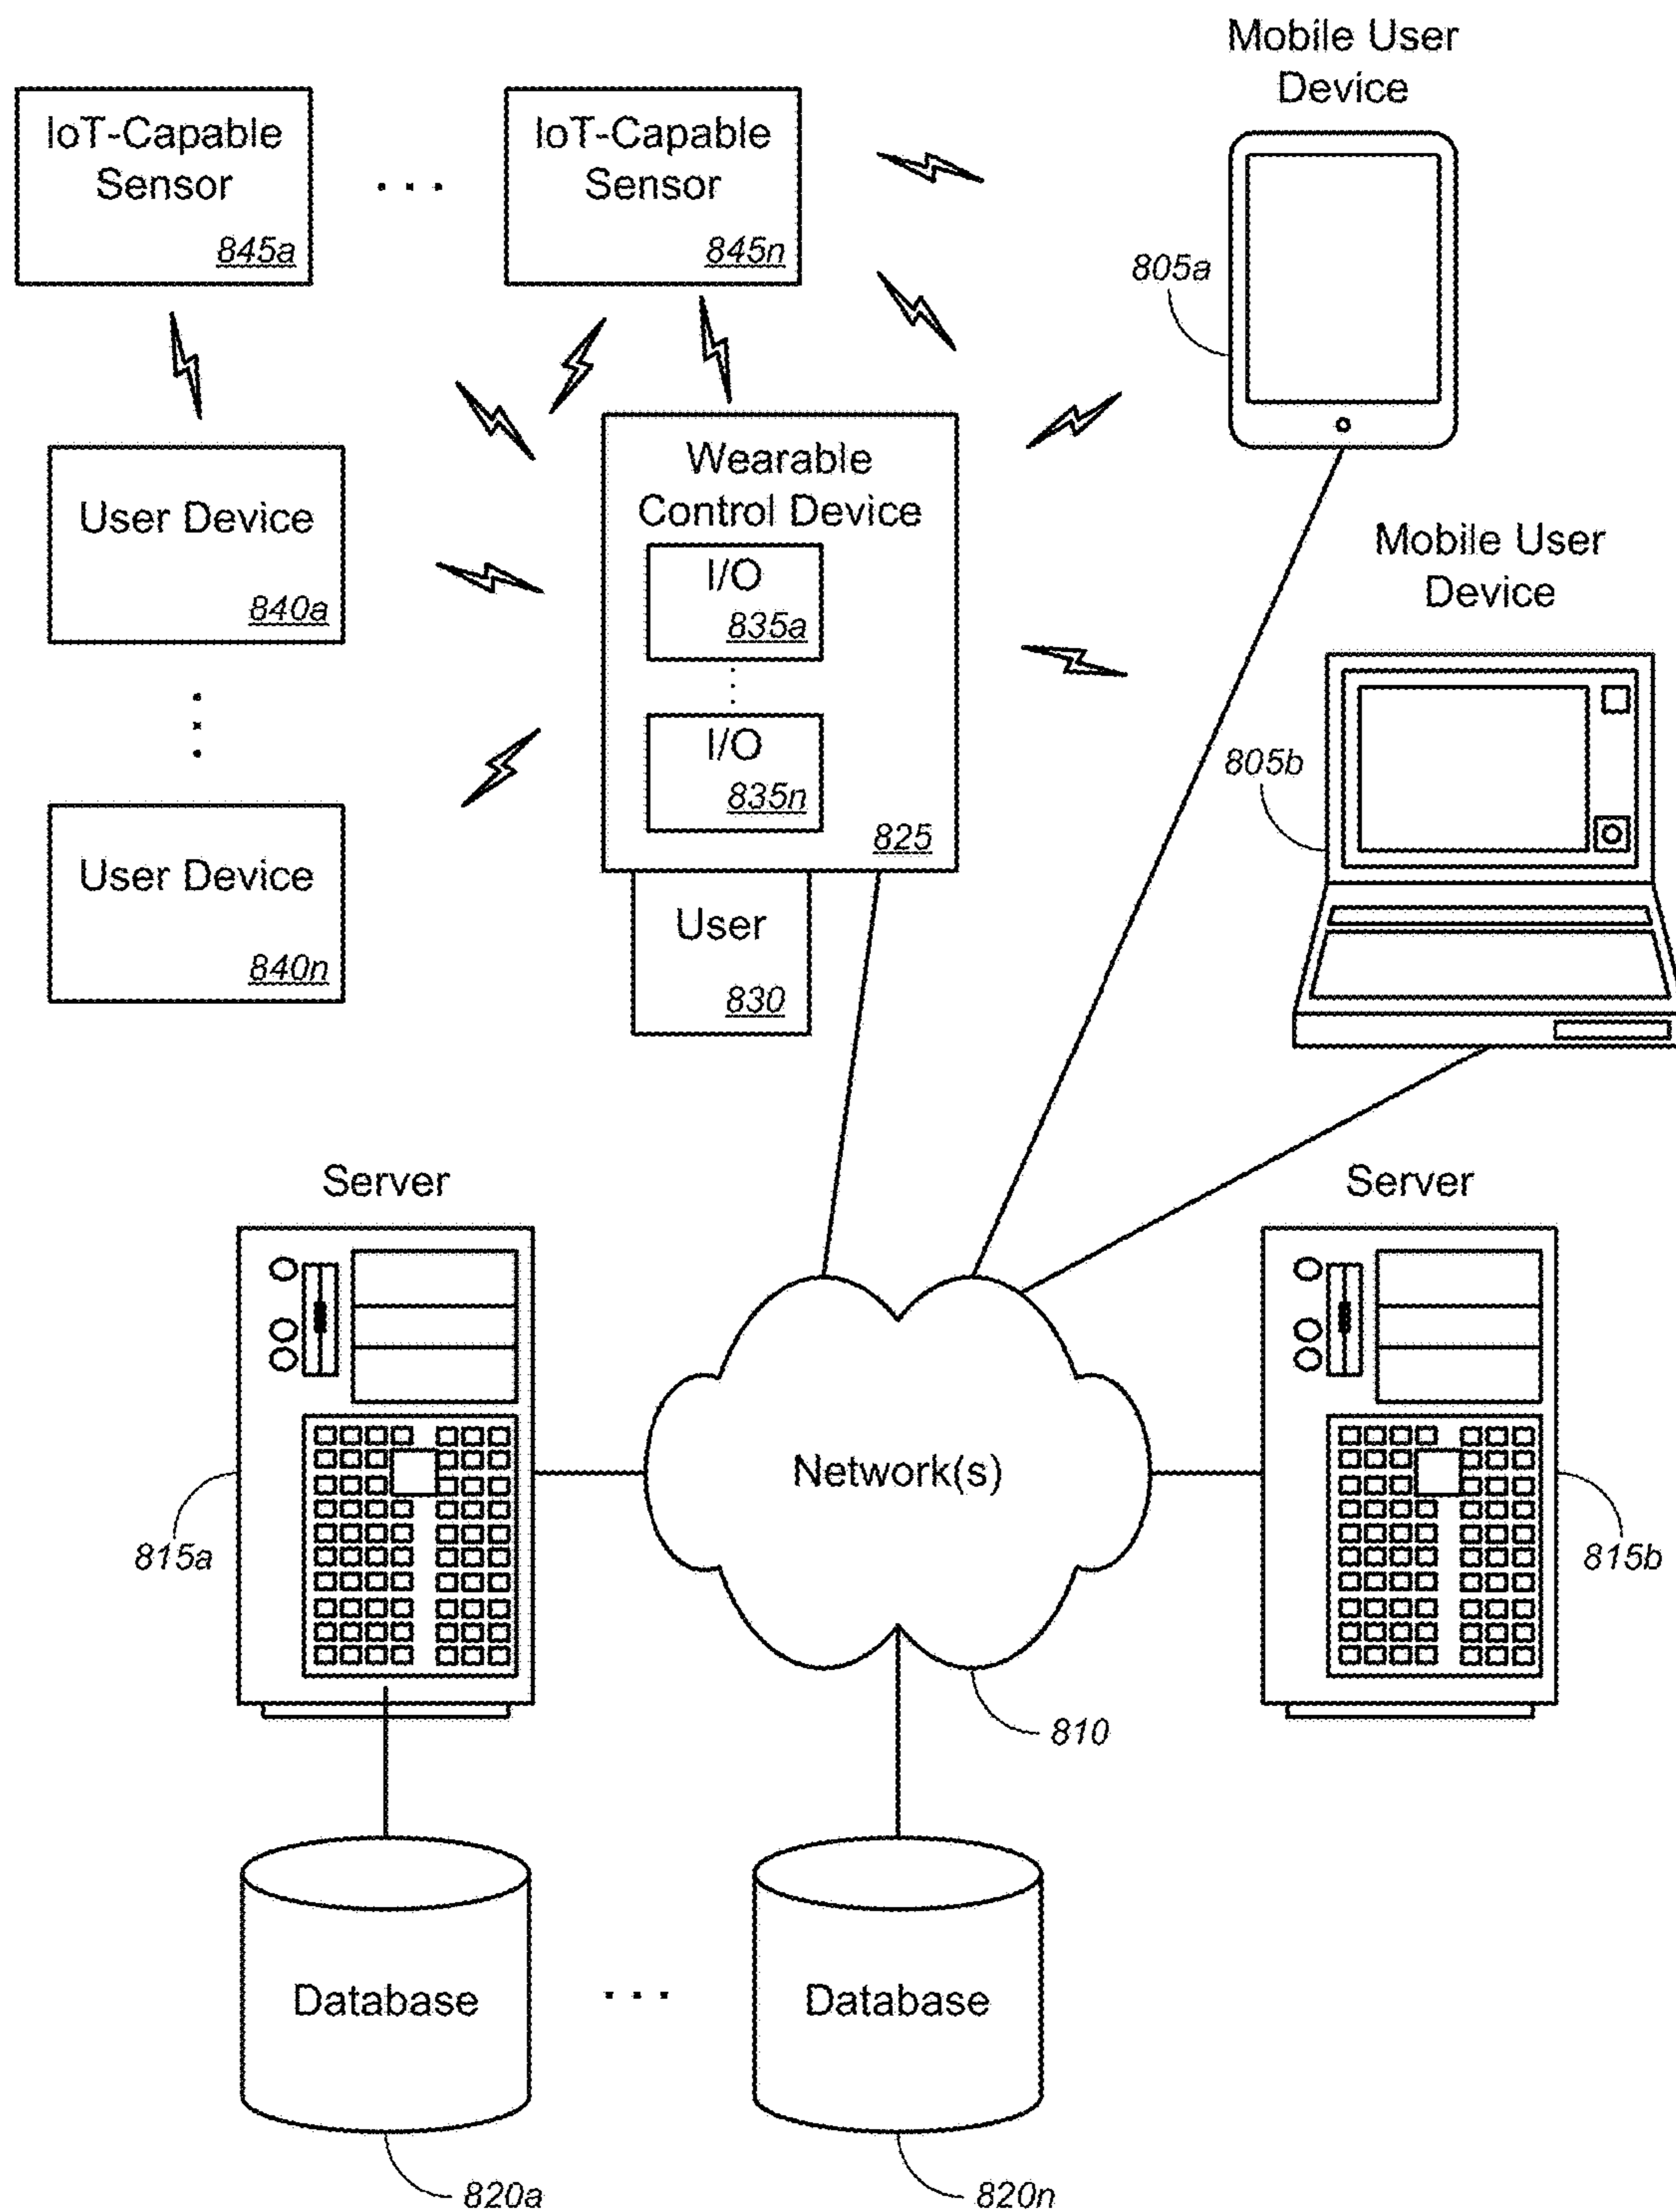 Mobile User
Device
IoT-Capable
Sensor
845a
. . .
IoT-Capable
Sensor
845n
805a
User Device
840a
Wearable
Control Device
I/O
835a
I/O
835n
825
Mobile User
Device
805b
User Device
840n
User
830
Server
Server
Network(s)
815a
815b
810
Database
. . .
Database
820a
820n